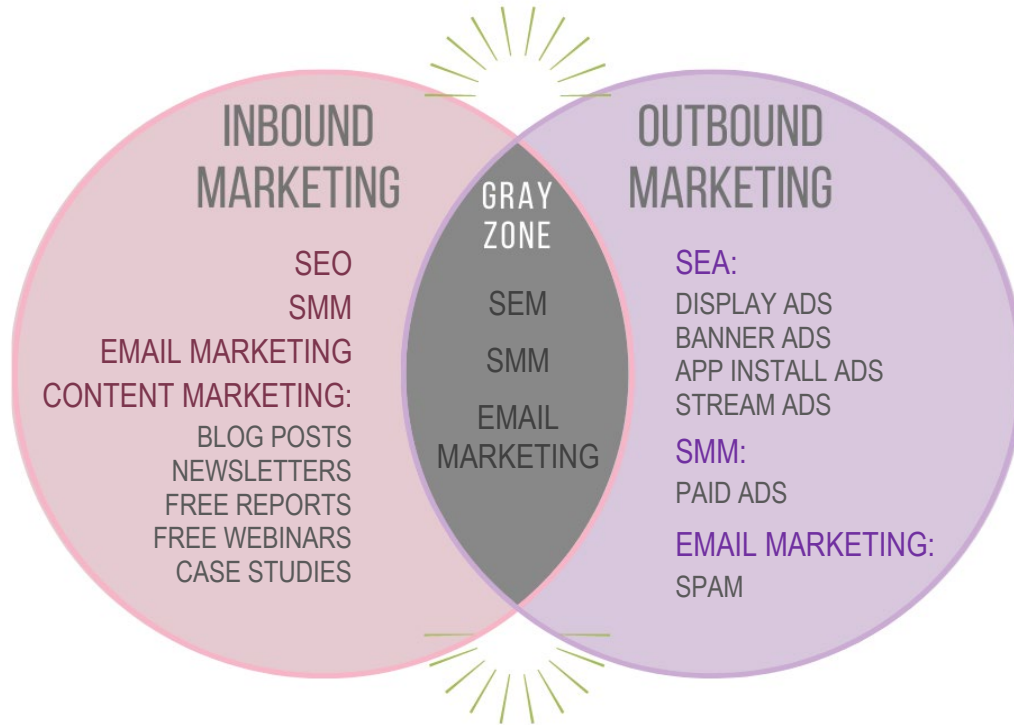 INBOUND
MARKETING
SEO
SMM
EMAIL MARKETING
CONTENT MARKETING:
BLOG POSTS
NEWSLETTERS
FREE REPORTS
FREE WEBINARS
CASE STUDIES
GRAY
ZONE
SEM
SMM
EMAIL
MARKETING
OUTBOUND
MARKETING
SEA:
DISPLAY ADS
BANNER ADS
APP INSTALL ADS
STREAM ADS
SMM:
PAID ADS
EMAIL MARKETING:
SPAM